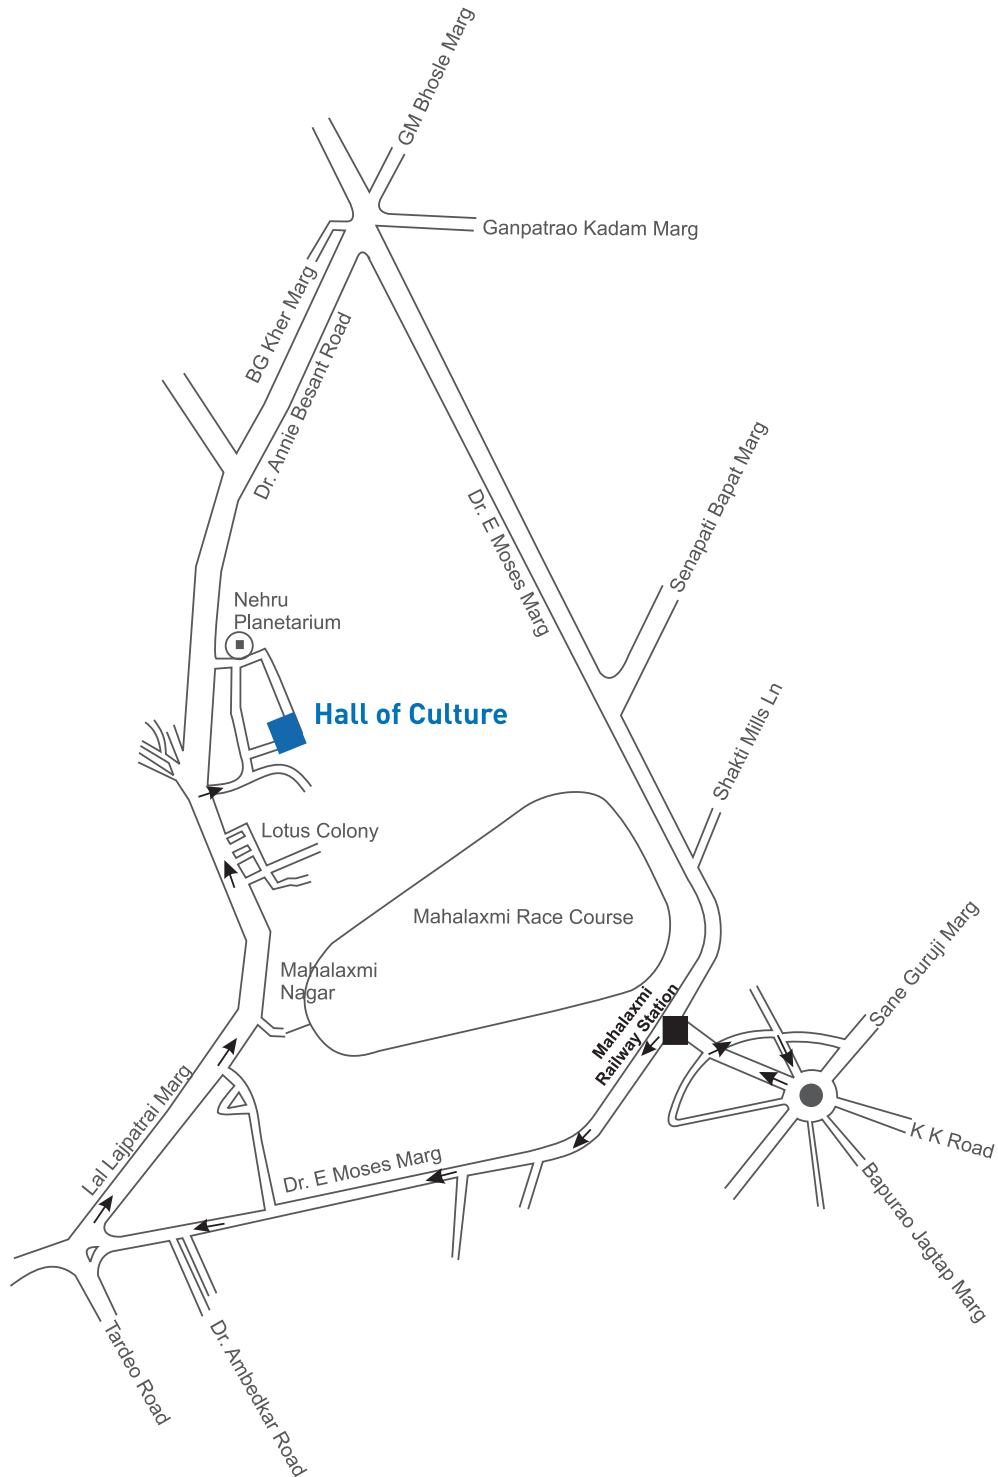 GM Bhosle Marg
Ganpatrao Kadam Marg
BG Kher Marg
Dr. Annie Besant Road
Senapati Bapat Marg
Dr. E Moses Marg
Nehru
Planetarium
Shakti Mills Ln
Hall of Culture
Lotus Colony
Mahalaxmi Race Course
Sane Guruji Marg
Mahalaxmi
Nagar
Mahalaxmi
Railway Station
Lal Lajpatrai Marg
K K Road
Dr. E Moses Marg
Bapurao Jagtap Marg
Tardeo Road
Dr. Ambedkar Road